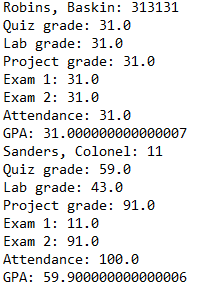 Robins, Baskin: 313131
Quiz grade: 31.0
Lab grade: 31.0
Project grade: 31.0
Exam 1: 31.0
Exam 2: 31.0
Attendance: 31.0
GPA: 31.000000000000007
Sanders, Colonel: 11
Quiz grade: 59.0
Lab grade: 43.0
Project grade: 91.0
Exam 1: 11.0
Exam 2: 91.0
Attendance: 100.0
GPA: 59.900000000000006